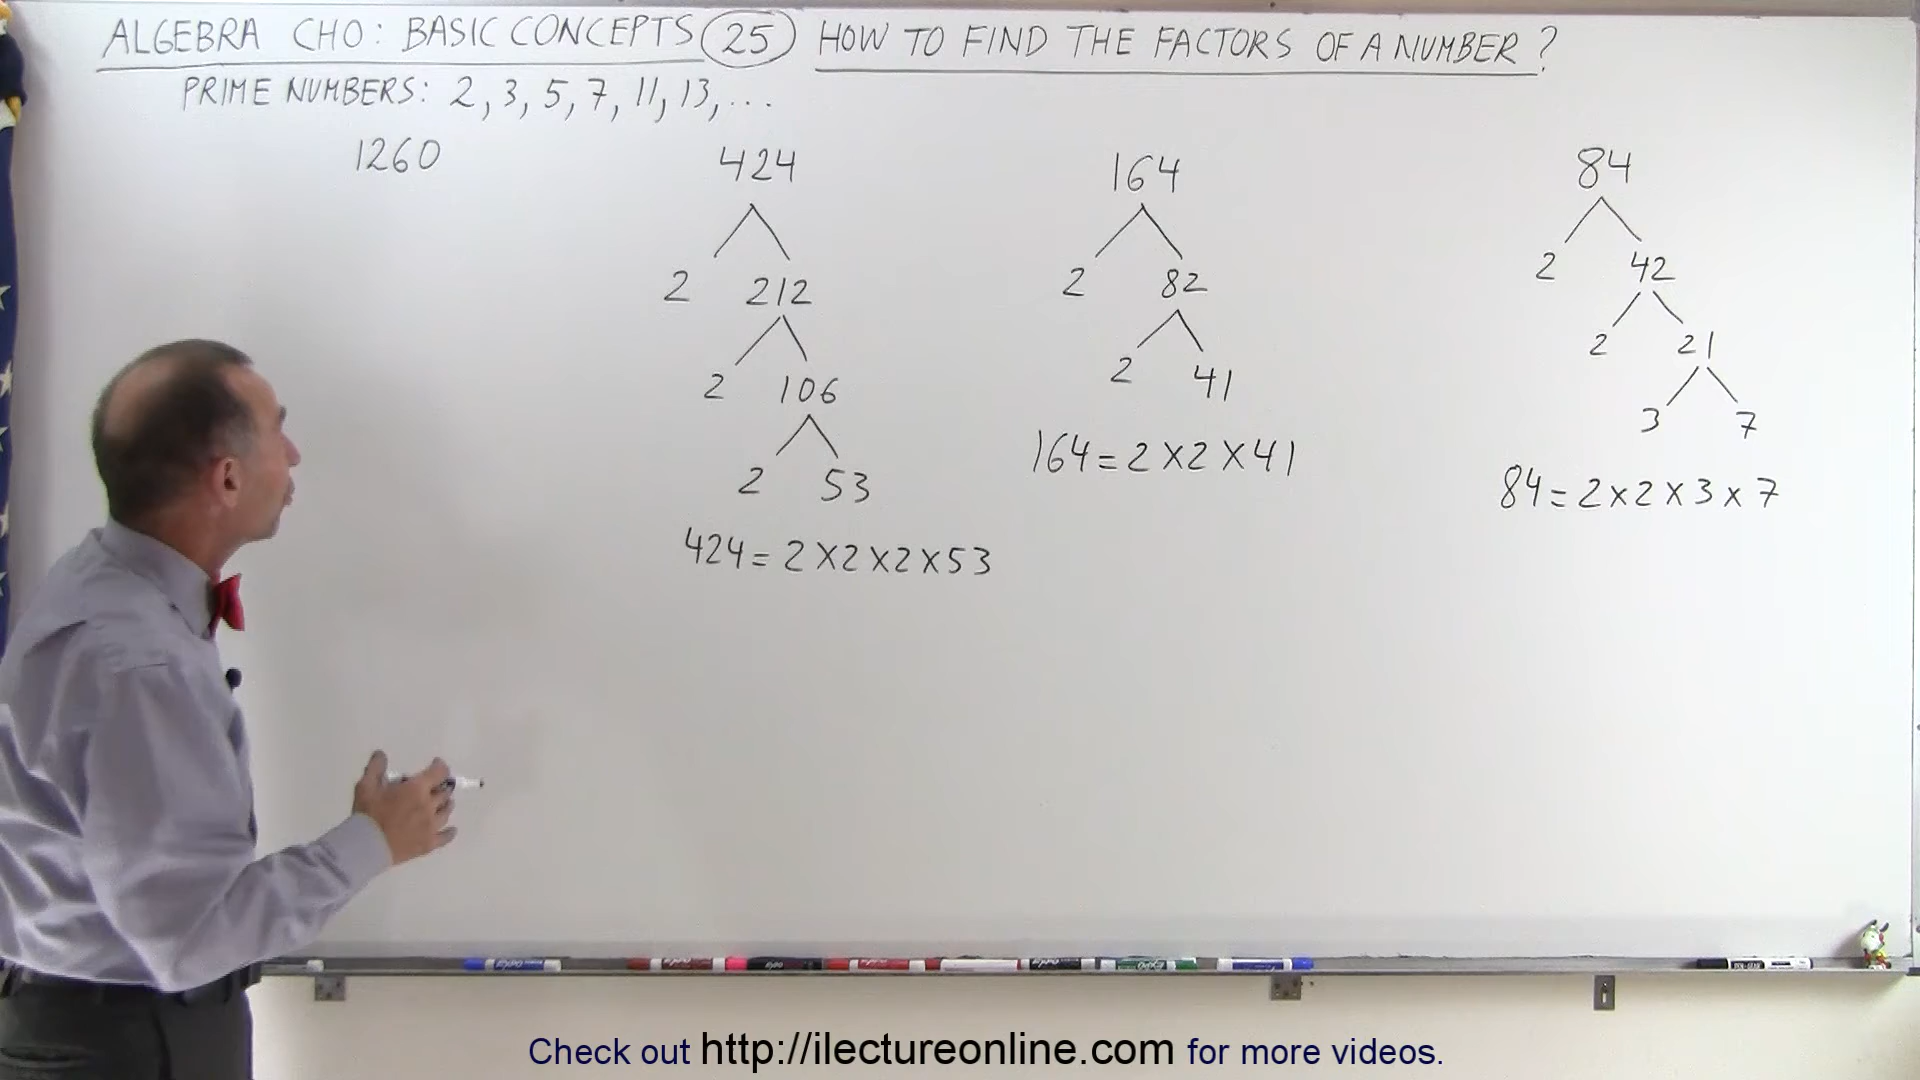 ALGEBRA CHO: BASIC CONCEPTS 25 HOW TO FIND THE FACTORS OF A NUMBER?
PRIME NUMBERS: 2, 3, 5, 7, 11, 13, ...
1260
424
2 212
2 106
2 53
424 = 2 X 2 X 2 X 53
164
2 82
2 41
164 = 2 X 2 X 41
84
2 42
2 21
3 7
84 = 2 X 2 X 3 X 7
Check out http://ilectureonline.com for more videos.